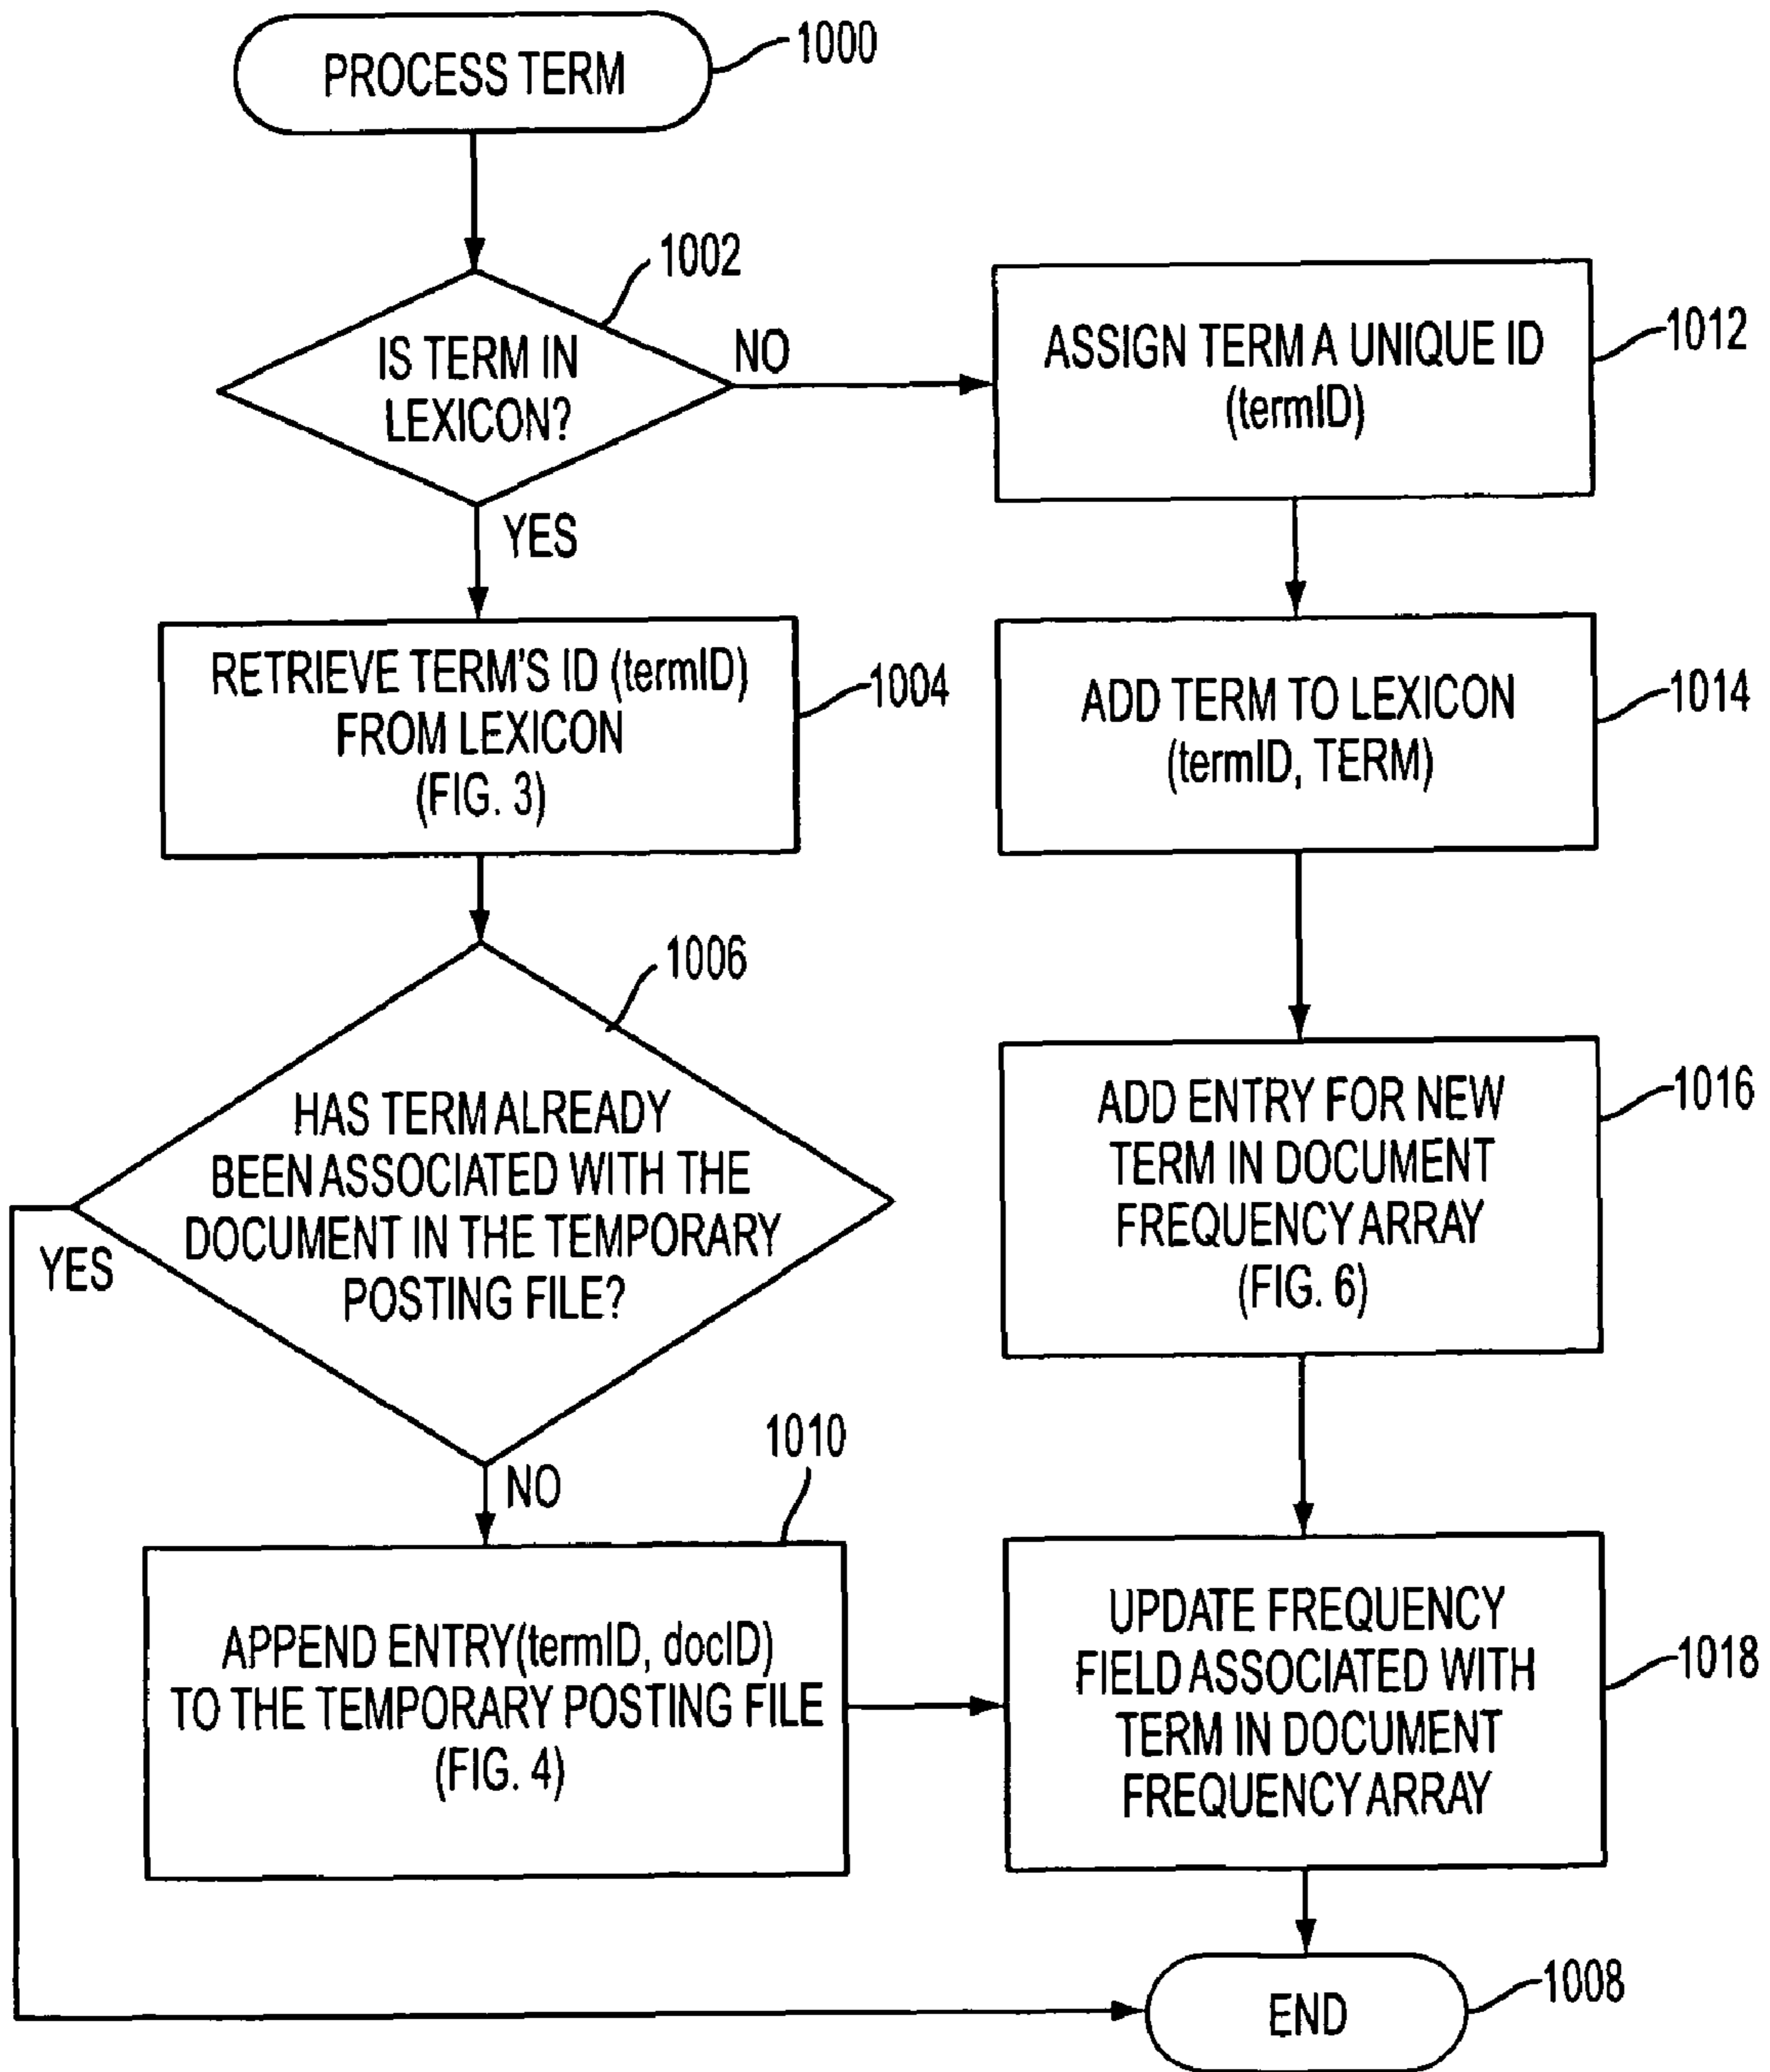 PROCESS TERM
1000
1002
IS TERM IN
LEXICON?
NO
YES
ASSIGN TERM A UNIQUE ID
(termID)
1012
RETRIEVE TERM'S ID (termID)
FROM LEXICON
(FIG. 3)
1004
ADD TERM TO LEXICON
(termID, TERM)
1014
1006
HAS TERM ALREADY
BEEN ASSOCIATED WITH THE
DOCUMENT IN THE TEMPORARY
POSTING FILE?
YES
NO
ADD ENTRY FOR NEW
TERM IN DOCUMENT
FREQUENCY ARRAY
(FIG. 6)
1016
1010
APPEND ENTRY(termID, docID)
TO THE TEMPORARY POSTING FILE
(FIG. 4)
UPDATE FREQUENCY
FIELD ASSOCIATED WITH
TERM IN DOCUMENT
FREQUENCY ARRAY
1018
END
1008